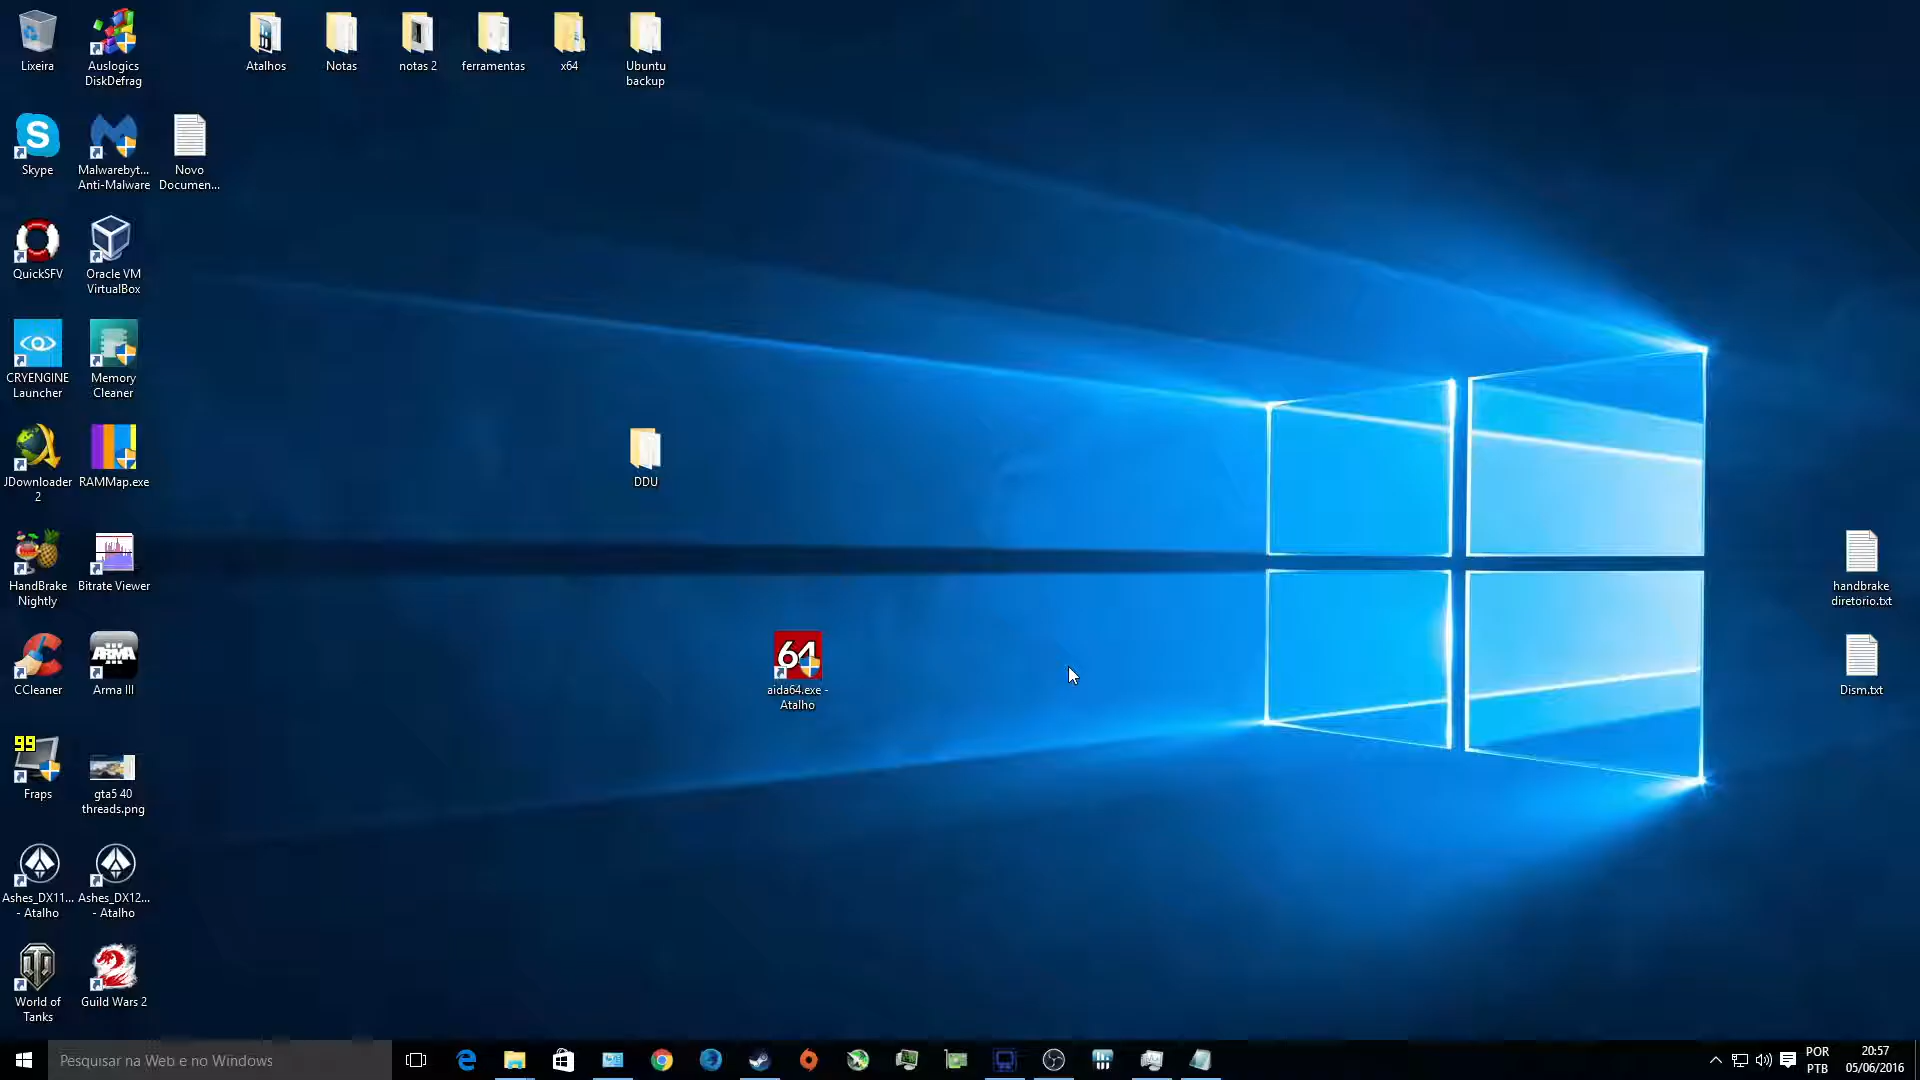 Lixeira
Auslogics
DiskDefrag
Atalhos
Notas
notas 2
ferramentas
x64
Ubuntu
backup
S
Skype
Malwarebyt...
Anti-Malware
Novo
Documen...
QuickSFV
Oracle VM
VirtualBox
CRYENGINE
Launcher
Memory
Cleaner
JDownloader
2
RAMMap.exe
DDU
HandBrake
Nightly
Bitrate Viewer
handbrake
diretorio.txt
CCleaner
ARMA
Arma III
64
aida64.exe -
Atalho
Dism.txt
99
Fraps
gta5 40
threads.png
Ashes_DX11...
- Atalho
Ashes_DX12...
- Atalho
World of
Tanks
Guild Wars 2
Pesquisar na Web e no Windows
POR
PTB
20:57
05/06/2016